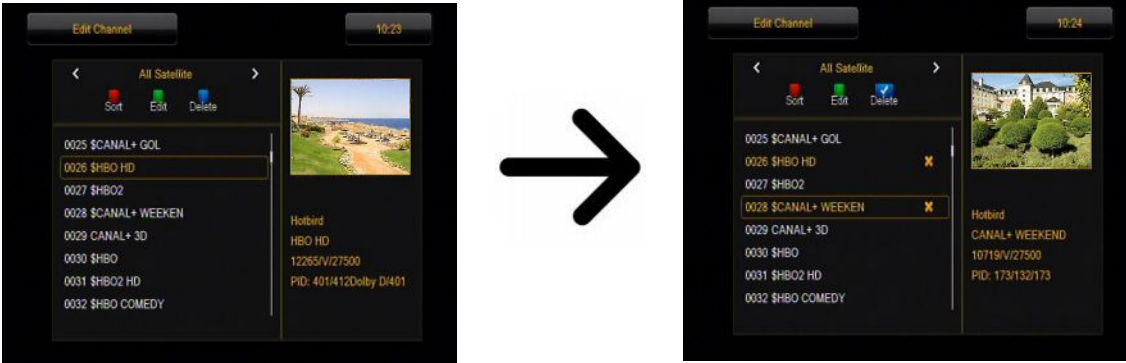 Edit Channel
10:23
All Satellite
Sort Edit Delete
0025 $CANAL+ GOL
0026 $HBO HD
0027 $HBO2
0028 $CANAL+ WEEKEN
0029 CANAL+ 3D
0030 $HBO
0031 $HBO2 HD
0032 $HBO COMEDY
Hotbird
HBO HD
12265/V/27500
PID: 401/412Dolby D/401
Edit Channel
10:24
All Satellite
Sort Edit Delete
0025 $CANAL+ GOL
0026 $HBO HD
0027 $HBO2
0028 $CANAL+ WEEKEN
0029 CANAL+ 3D
0030 $HBO
0031 $HBO2 HD
0032 $HBO COMEDY
Hotbird
CANAL+ WEEKEND
10719/V/27500
PID: 173/132/173